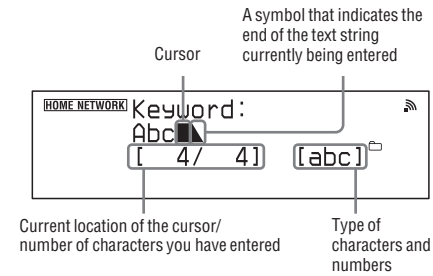 A symbol that indicates the
end of the text string
currently being entered
Cursor
HOME NETWORK Keyword:
Abc
[ 4/ 4] [abc]
Current location of the cursor/
number of characters you have entered
Type of
characters and
numbers